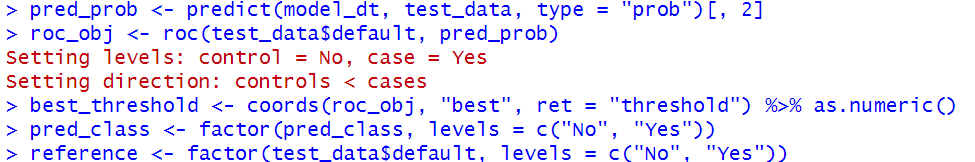 > pred_prob <- predict(model_dt, test_data, type = "prob")[, 2]
> roc_obj <- roc(test_data$default, pred_prob)
Setting levels: control = No, case = Yes
Setting direction: controls < cases
> best_threshold <- coords(roc_obj, "best", ret = "threshold") %>% as.numeric()
> pred_class <- factor(pred_class, levels = c("No", "Yes"))
> reference <- factor(test_data$default, levels = c("No", "Yes"))